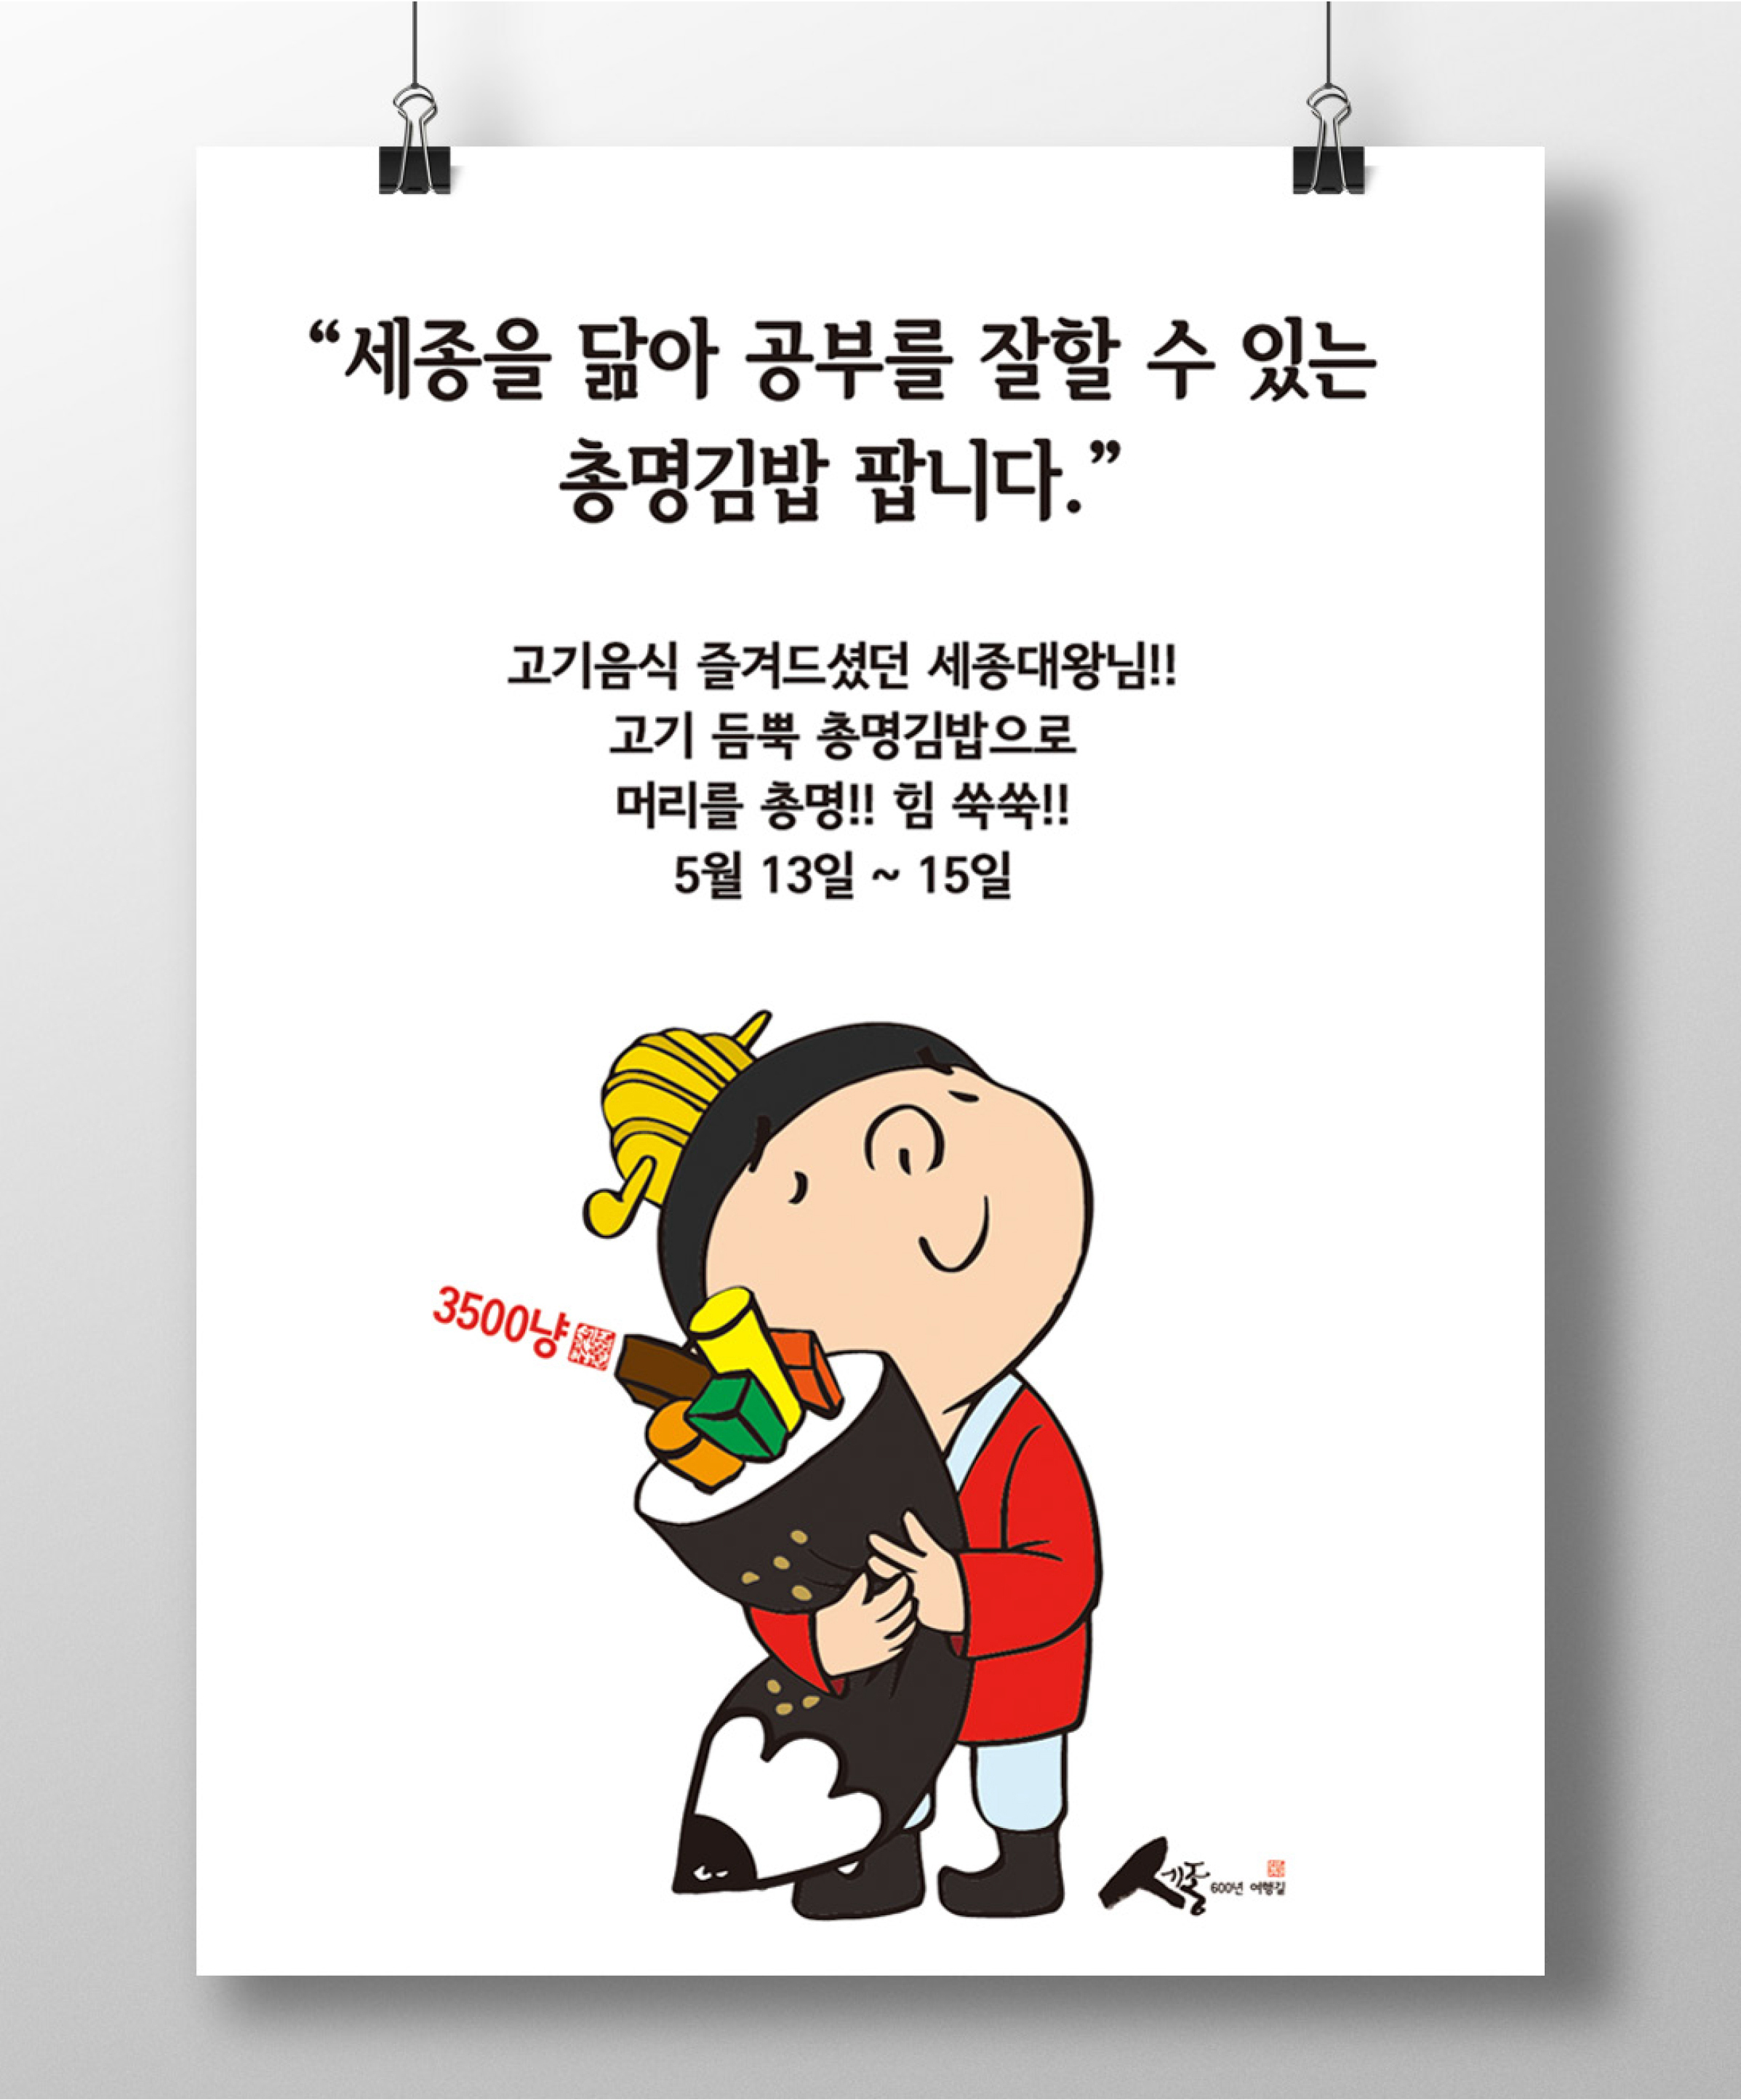 “세종을 닮아 공부를 잘할 수 있는
총명김밥 팝니다.”
고기음식 즐겨드셨던 세종대왕님!!
고기 듬뿍 총명김밥으로
머리를 총명!! 힘 쑥쑥!!
5월 13일 ~ 15일
3500냥
세종
600년 여행길